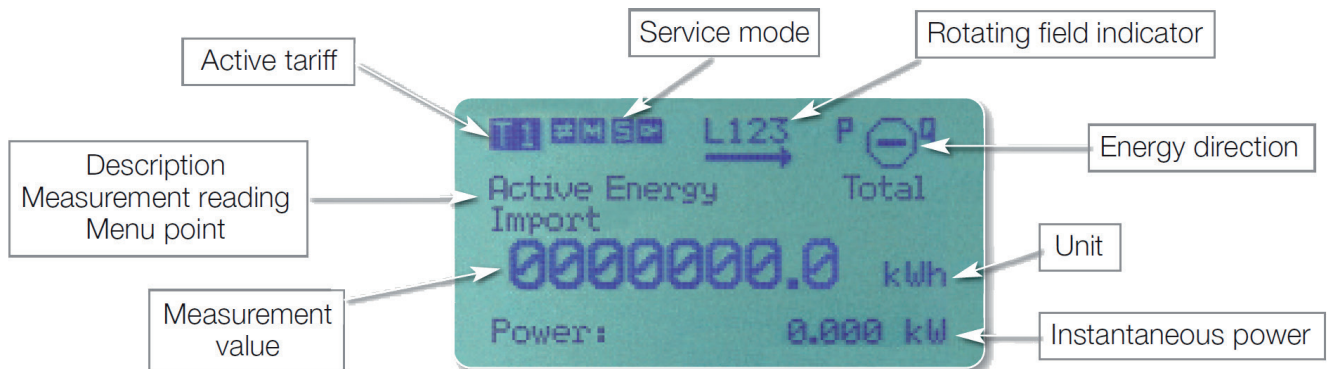 Service mode
Rotating field indicator
Active tariff
T1 M S C L123 P Q
Energy direction
Description
Measurement reading
Menu point
Active Energy Total
Import
0000000.0 kWh
Unit
Measurement
value
Power: 0.000 kW
Instantaneous power